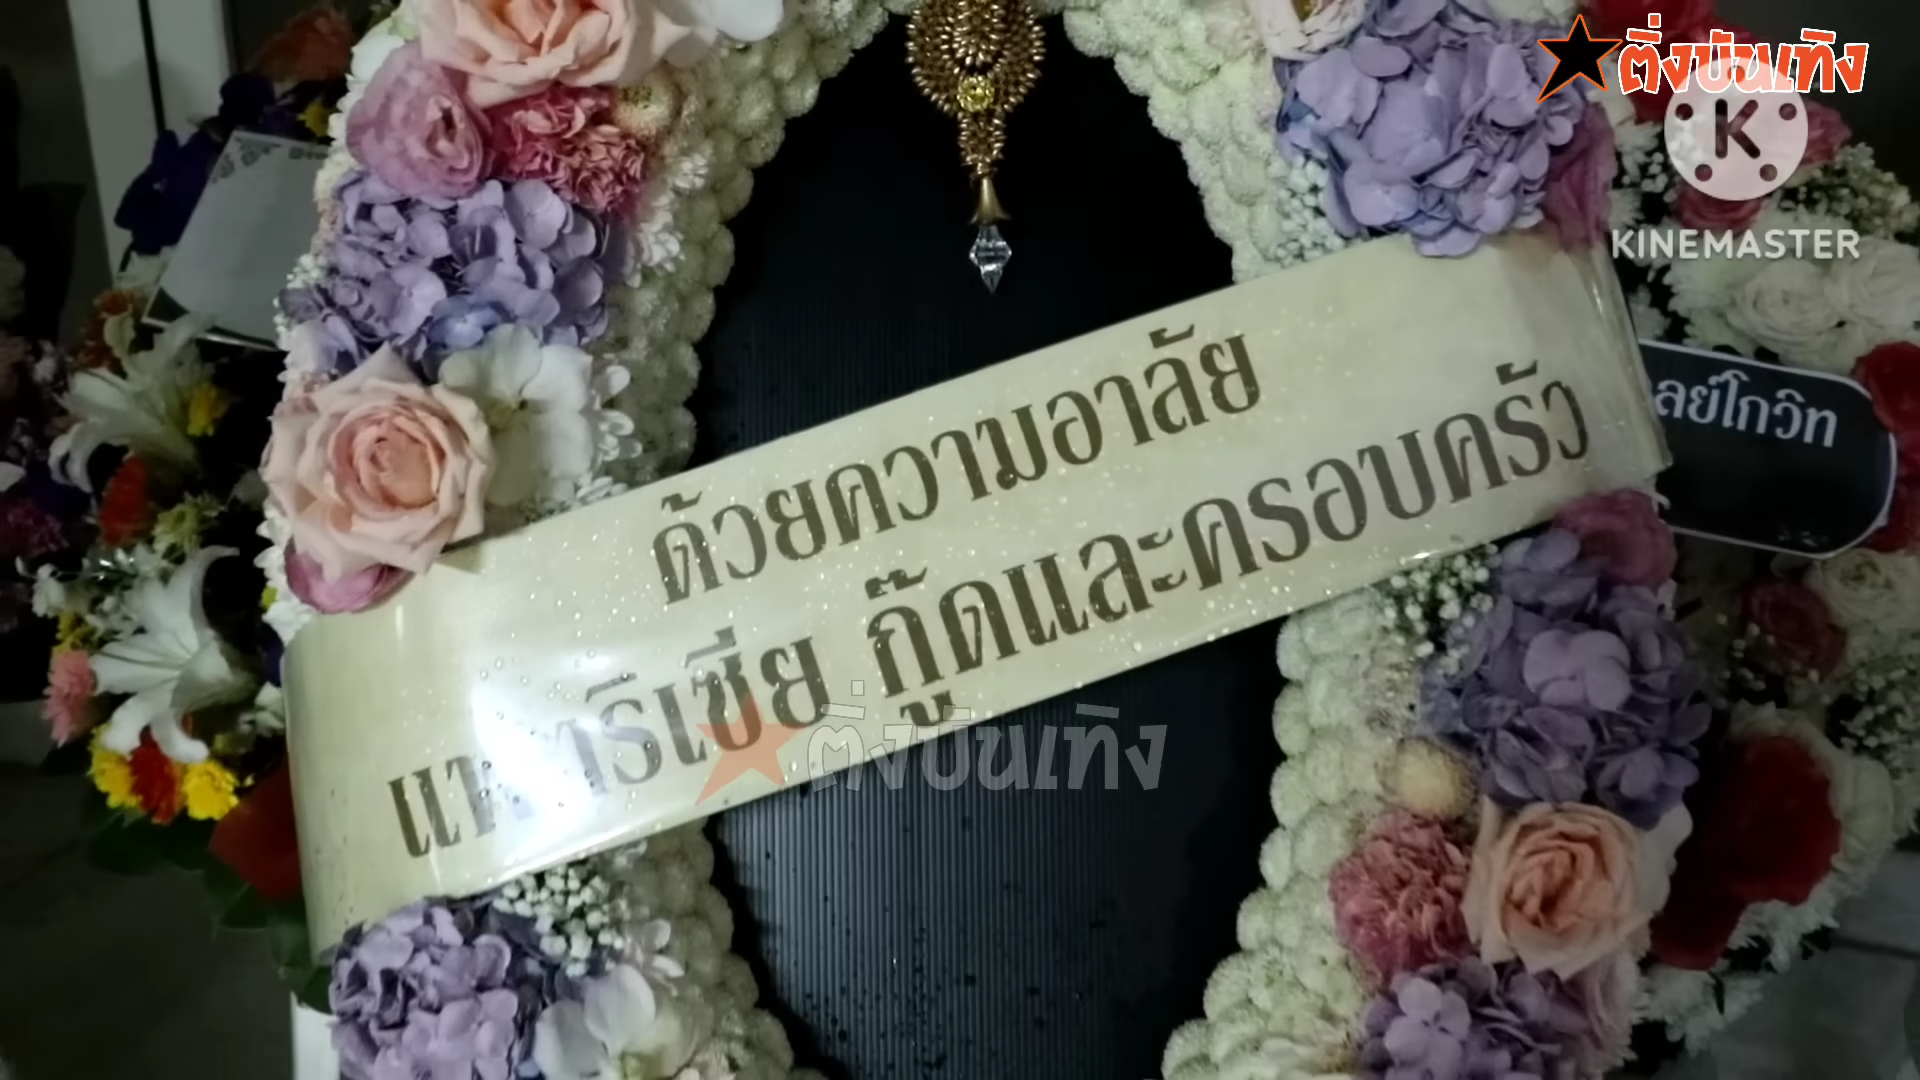 ติ่งบันเทิง
K
KINEMASTER
ด้วยความอาลัย
แพทริเซีย กู๊ดและครอบครัว
ลย์โกวิท
ติ่งบันเทิง